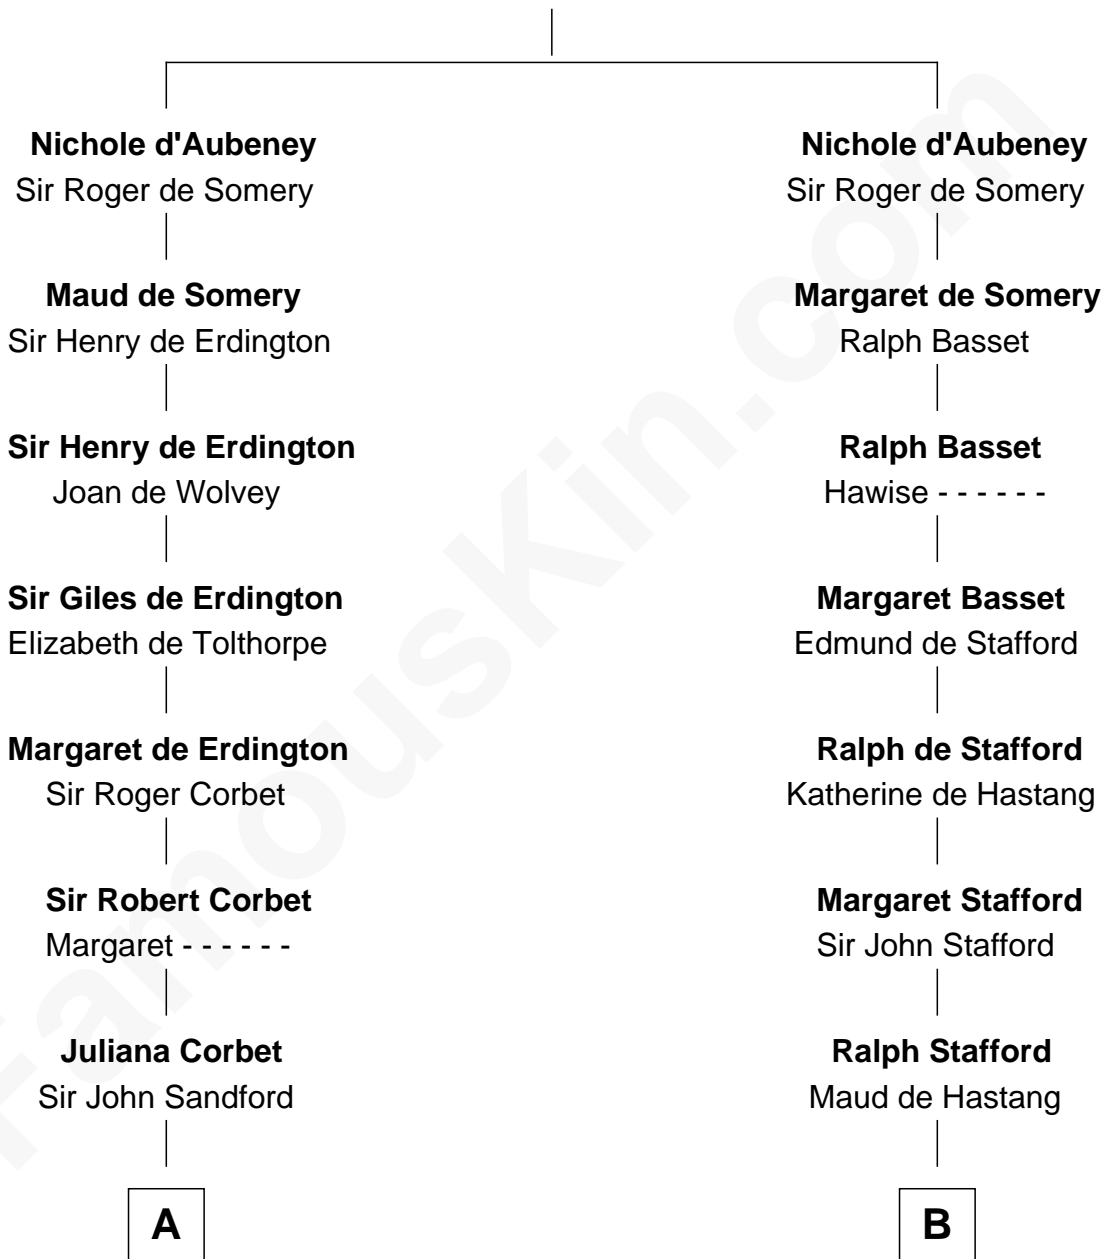 Nichole d'Aubeney
Sir Roger de Somery
Maud de Somery
Sir Henry de Erdington
Sir Henry de Erdington
Joan de Wolvey
Sir Giles de Erdington
Elizabeth de Tolthorpe
Margaret de Erdington
Sir Roger Corbet
Sir Robert Corbet
Margaret - - - - - -
Juliana Corbet
Sir John Sandford
A
Nichole d'Aubeney
Sir Roger de Somery
Margaret de Somery
Ralph Basset
Ralph Basset
Hawise - - - - - -
Margaret Basset
Edmund de Stafford
Ralph de Stafford
Katherine de Hastang
Margaret Stafford
Sir John Stafford
Ralph Stafford
Maud de Hastang
B
FamousKin.com